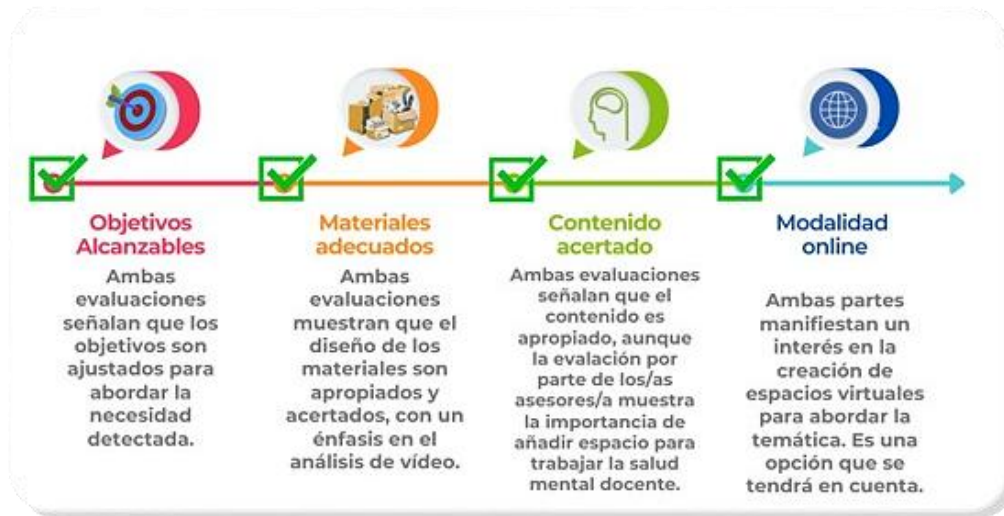 Objetivos
Alcanzables
Ambas
evaluaciones
señalan que los
objetivos son
ajustados para
abordar la
necesidad
detectada.
Materiales
adecuados
Ambas
evaluaciones
muestran que el
diseño de los
materiales son
apropiados y
acertados, con un
énfasis en el
análisis de vídeo.
Contenido
acertado
Ambas evaluaciones
señalan que el
contenido es
apropiado, aunque
la evalación por
parte de los/as
asesores/a muestra
la importancia de
añadir espacio para
trabajar la salud
mental docente.
Modalidad
online
Ambas partes
manifiestan un
interés en la
creación de
espacios virtuales
para abordar la
temática. Es una
opción que se
tendrá en cuenta.